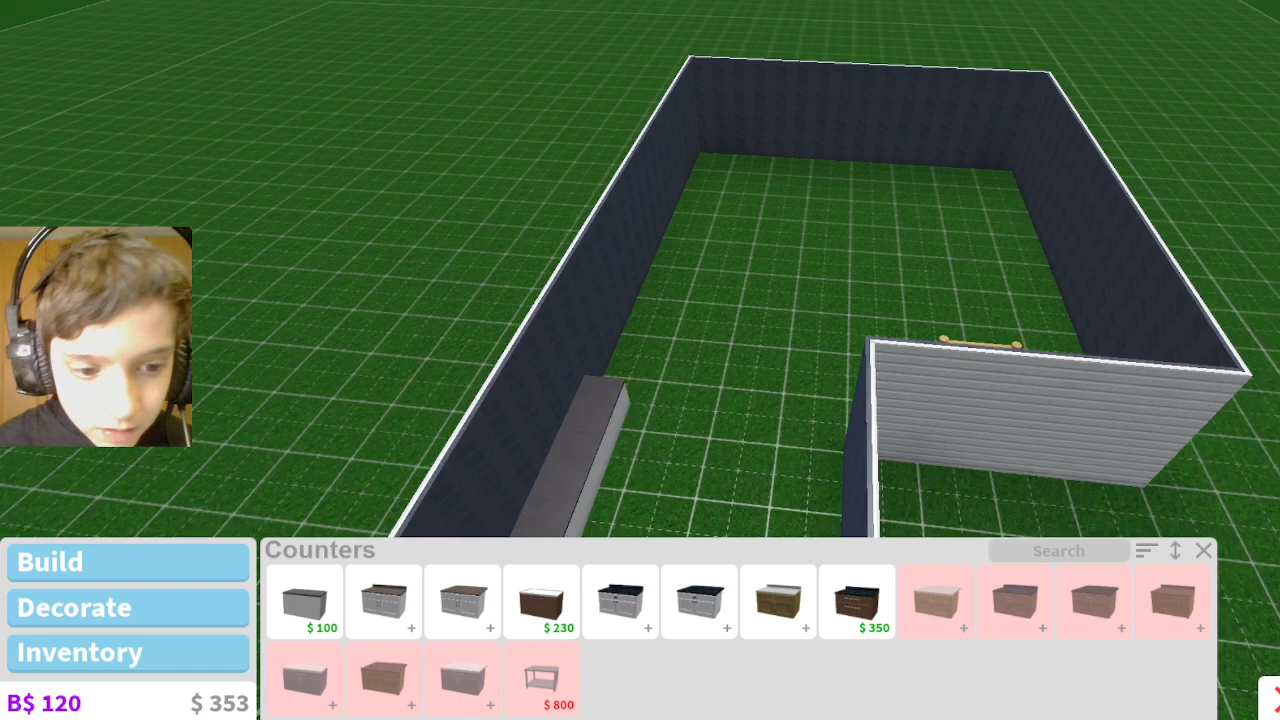 Counters
Search
Build
$ 100
+
+
$ 230
+
+
+
$ 350
+
+
+
+
Decorate
Inventory
+
+
+
$ 800
B$ 120
$ 353